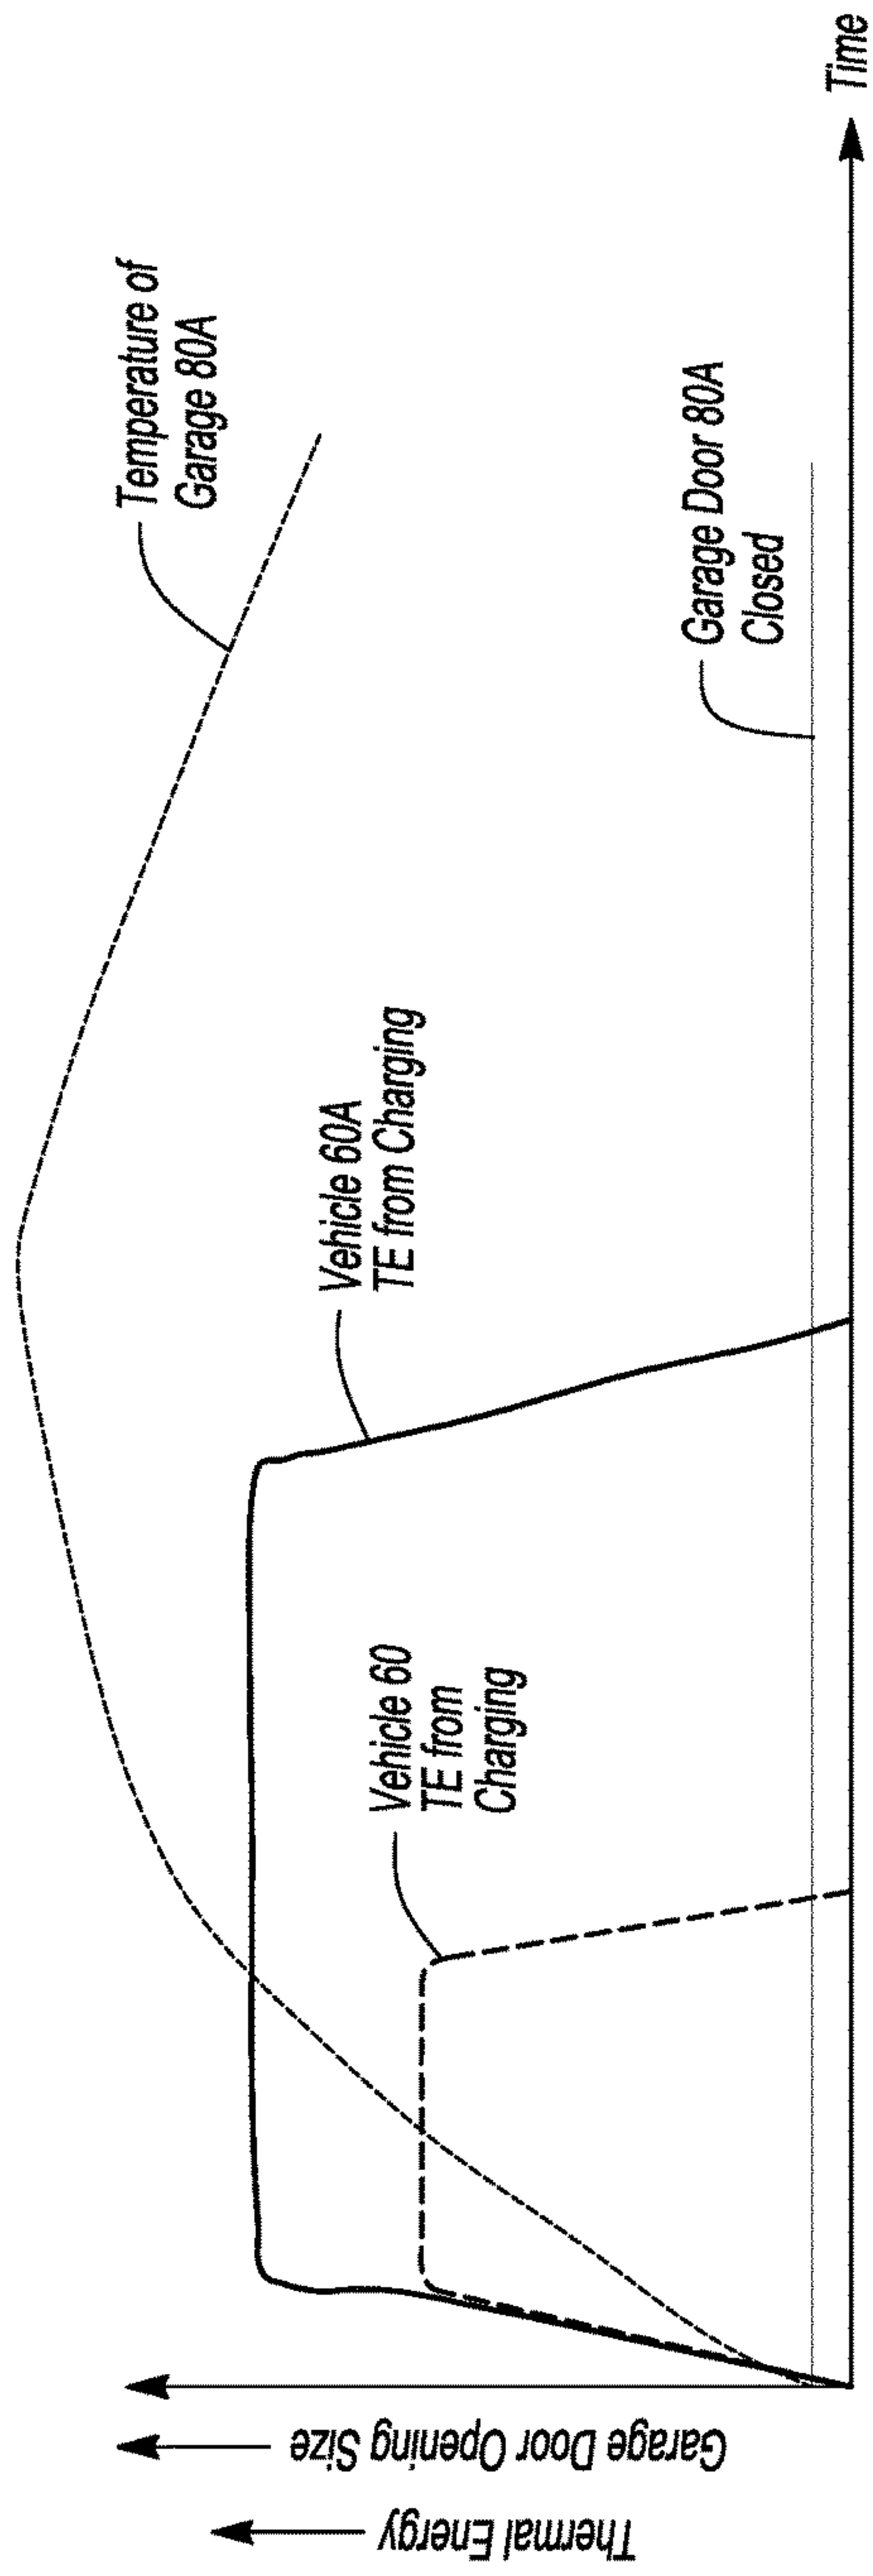 Thermal Energy
Garage Door Opening Size
Temperature of
Garage 80A
Vehicle 60A
TE from Charging
Vehicle 60
TE from
Charging
Garage Door 80A
Closed
Time